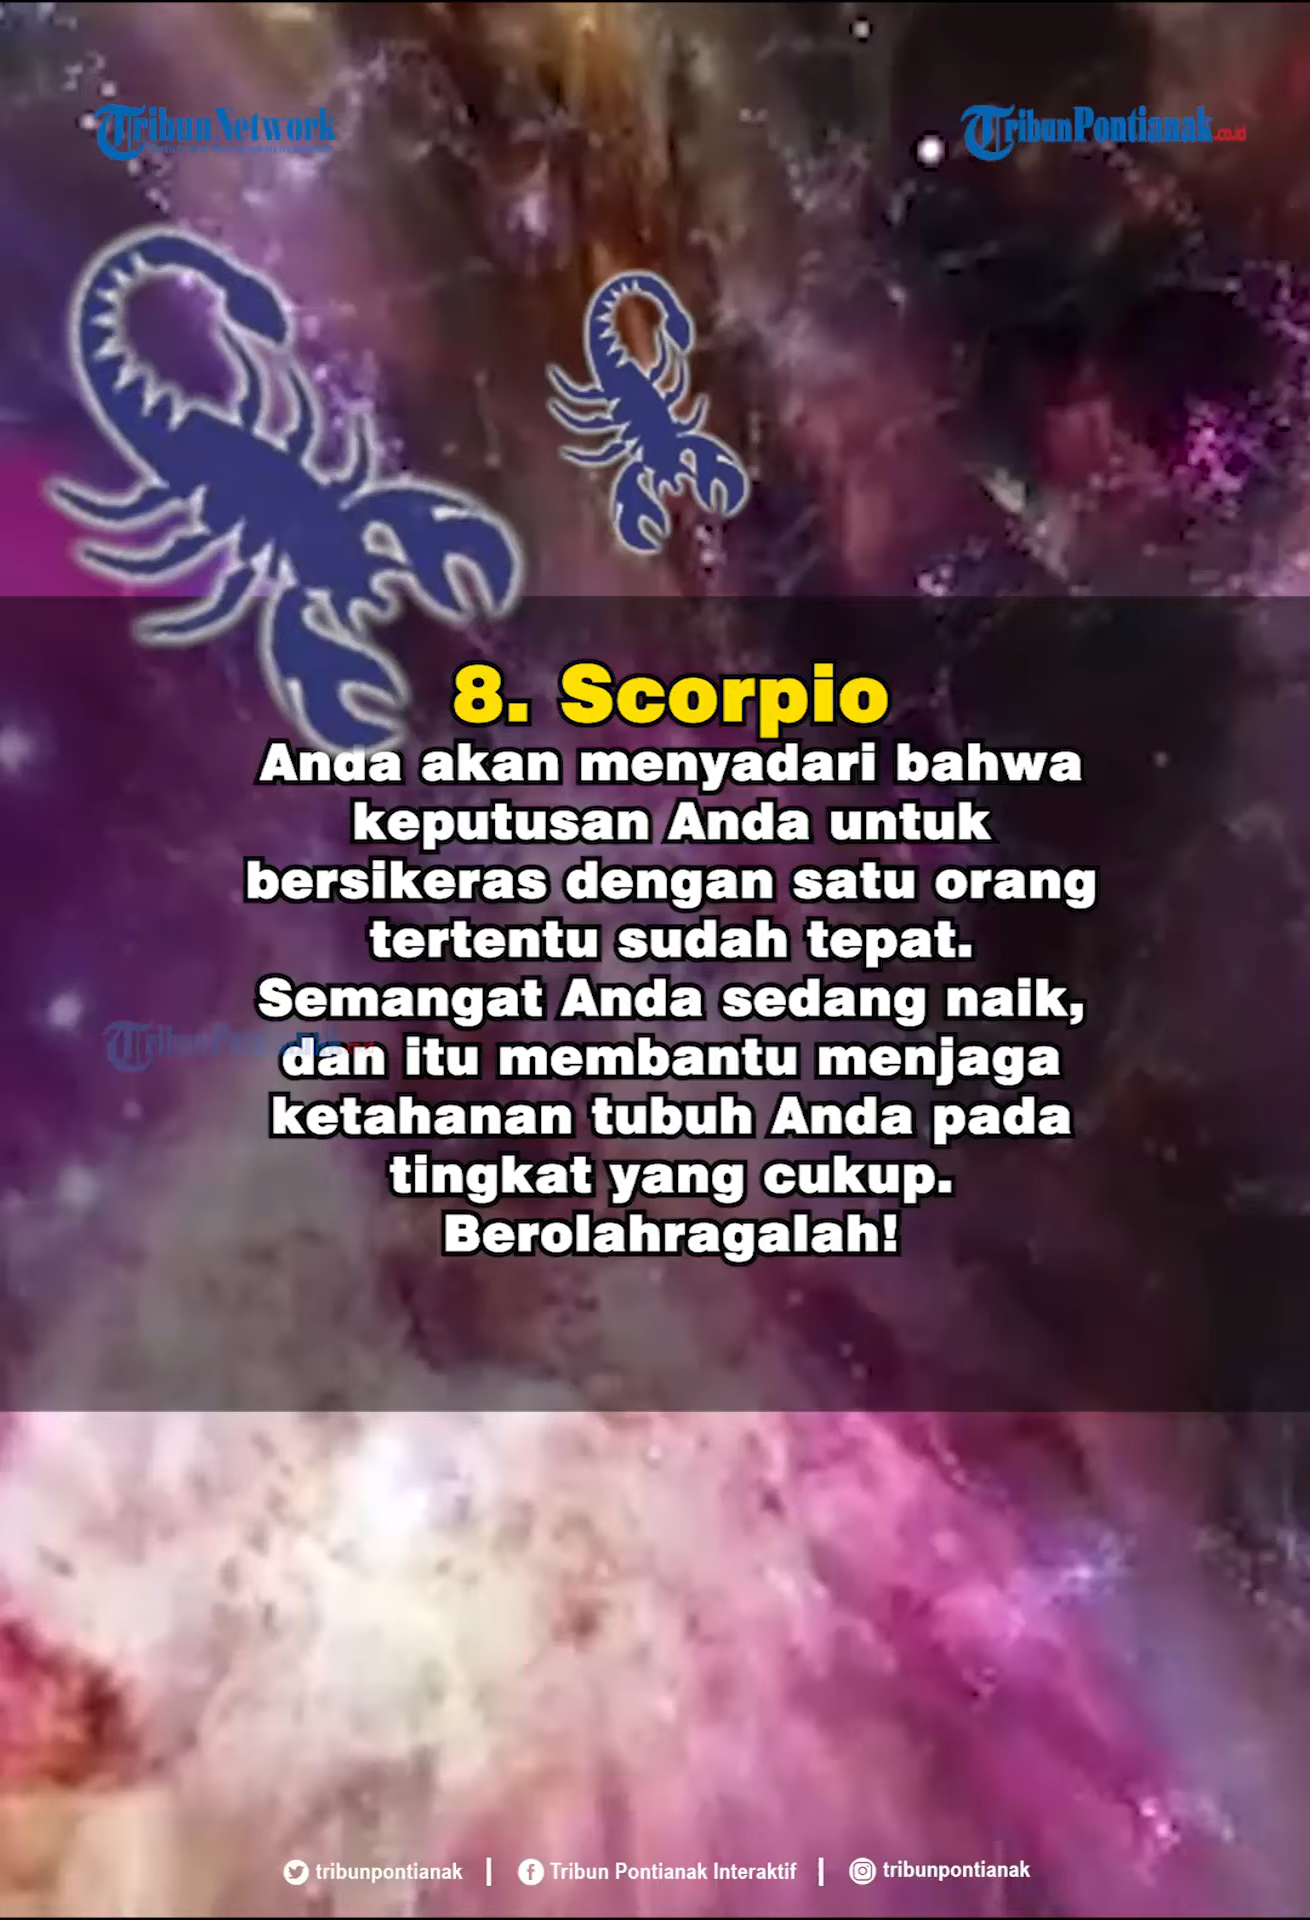 Tribun Network
TribunPontianak.co.id
8. Scorpio
Anda akan menyadari bahwa
keputusan Anda untuk
bersikeras dengan satu orang
tertentu sudah tepat.
Semangat Anda sedang naik,
dan itu membantu menjaga
ketahanan tubuh Anda pada
tingkat yang cukup.
Berolahragalah!
tribunpontianak | Tribun Pontianak Interaktif | tribunpontianak